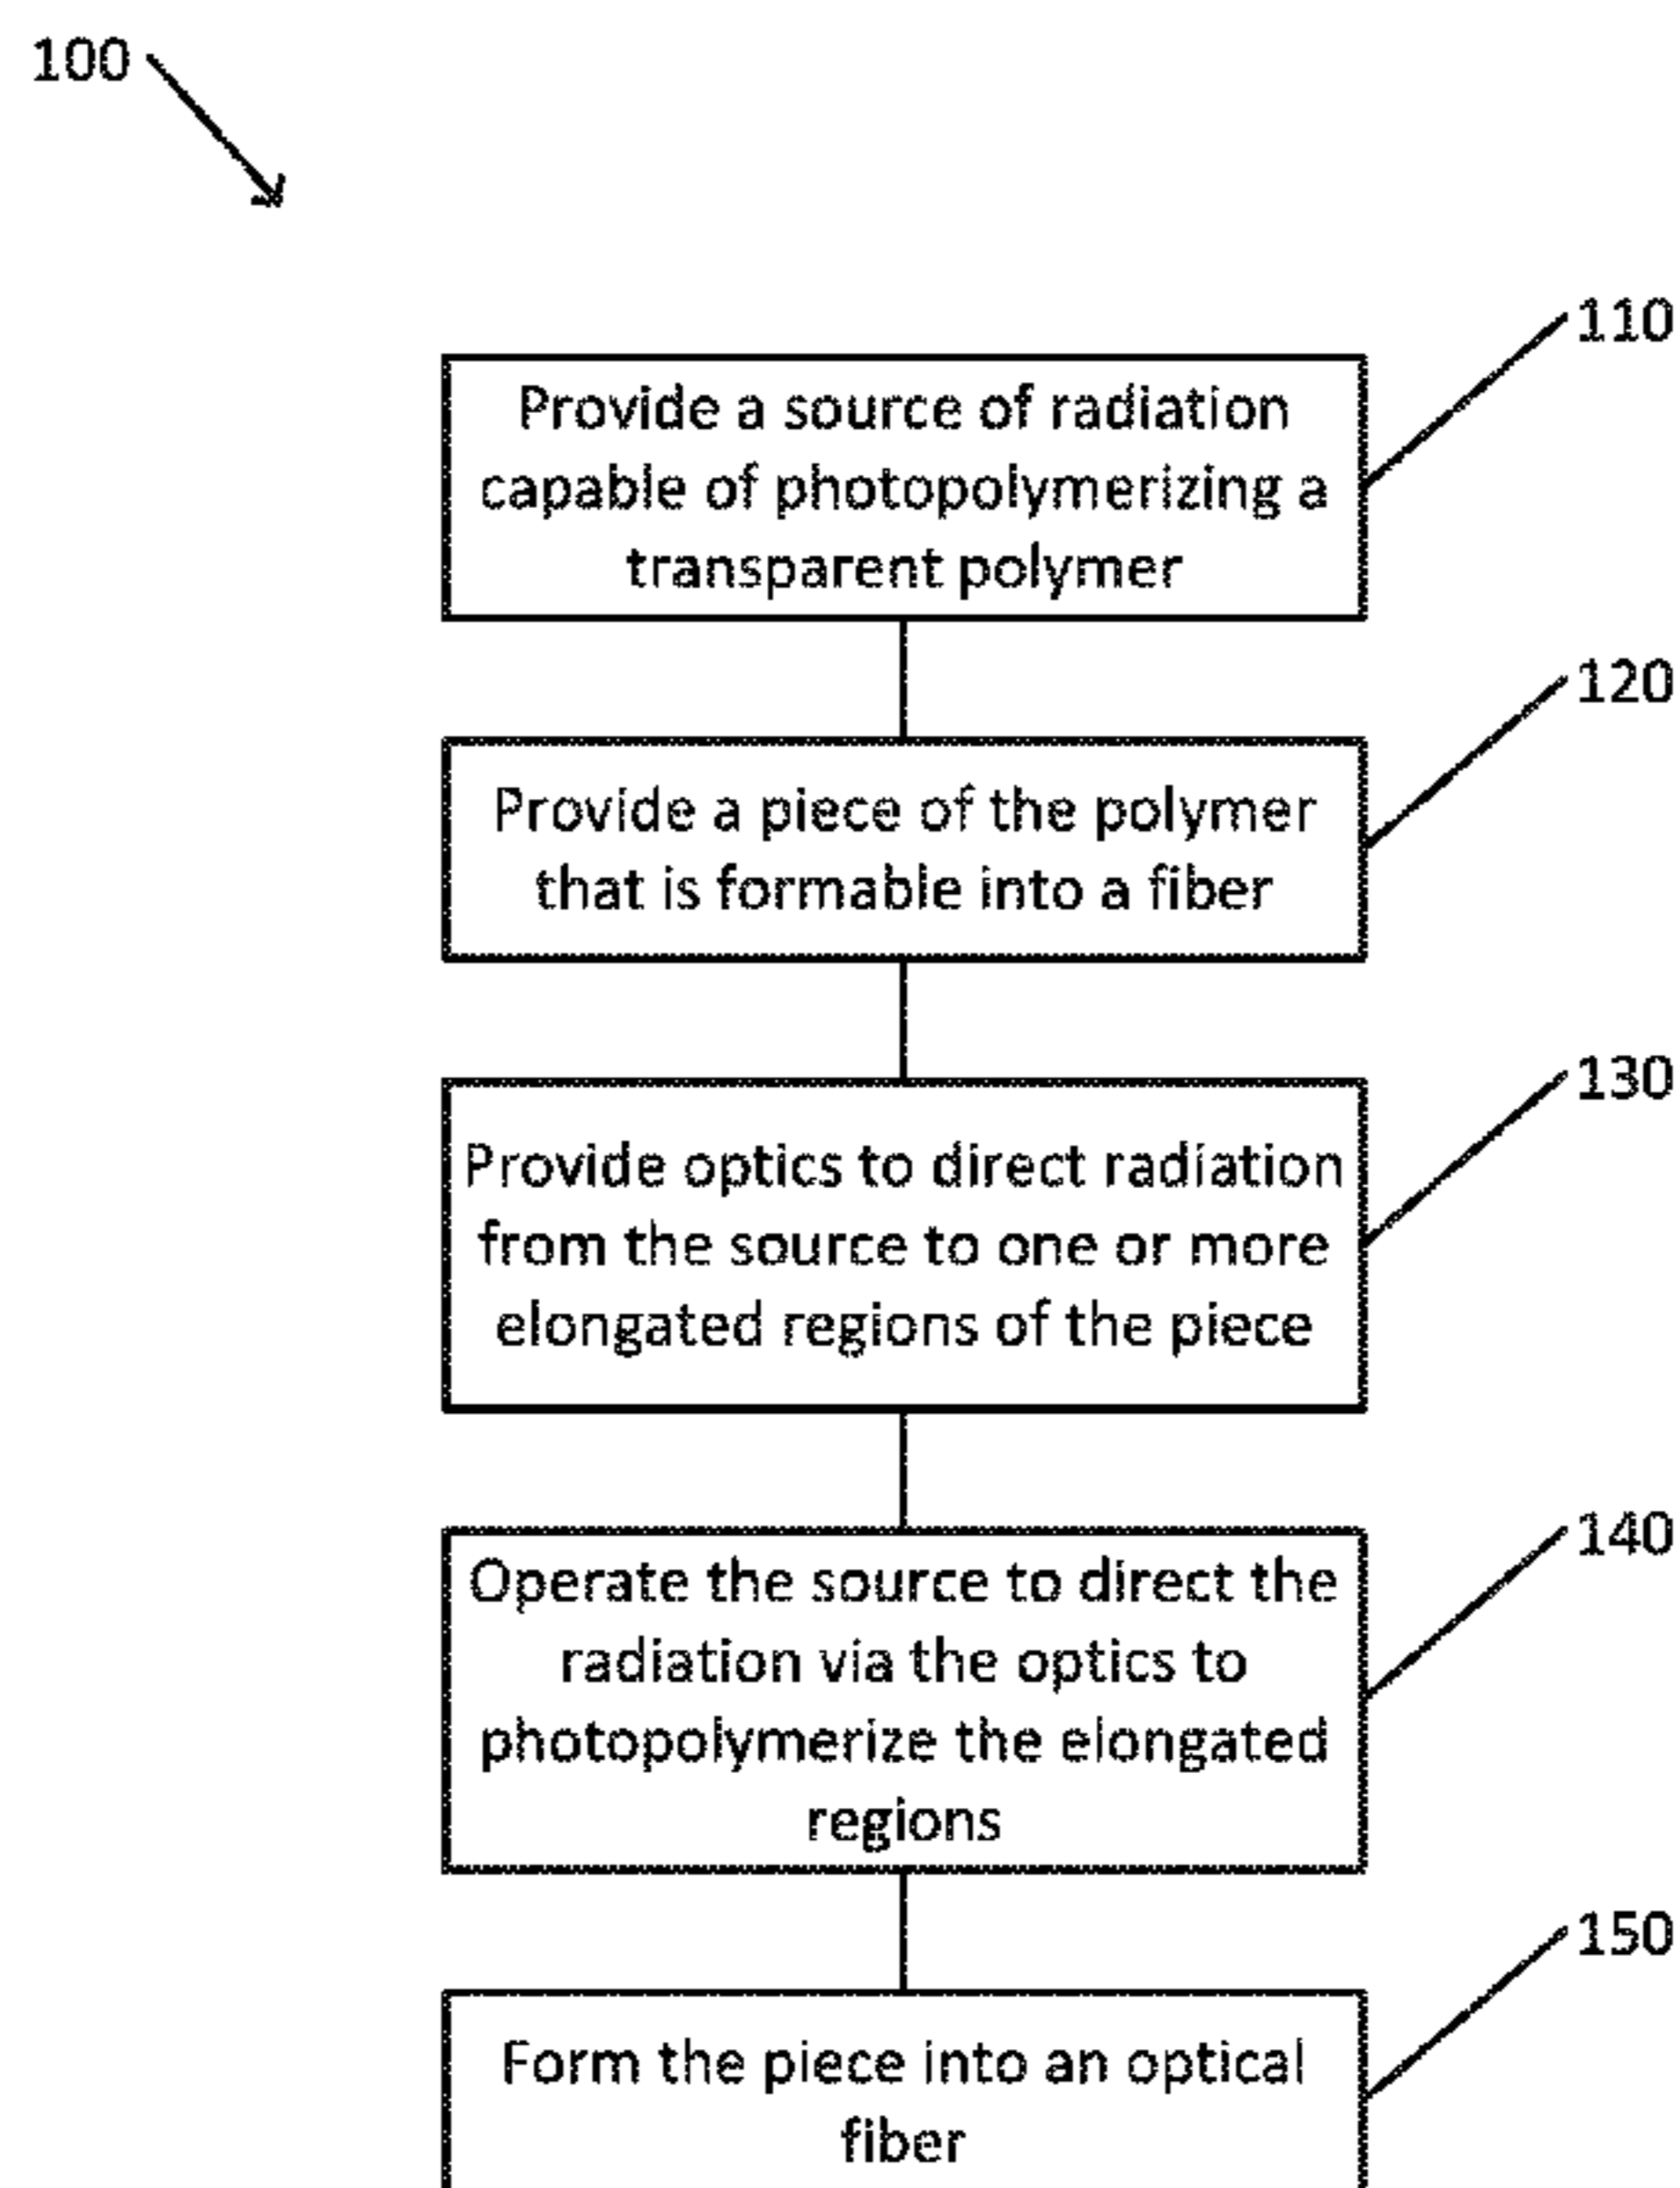 100
110
Provide a source of radiation
capable of photopolymerizing a
transparent polymer
120
Provide a piece of the polymer
that is formable into a fiber
130
Provide optics to direct radiation
from the source to one or more
elongated regions of the piece
140
Operate the source to direct the
radiation via the optics to
photopolymerize the elongated
regions
150
Form the piece into an optical
fiber